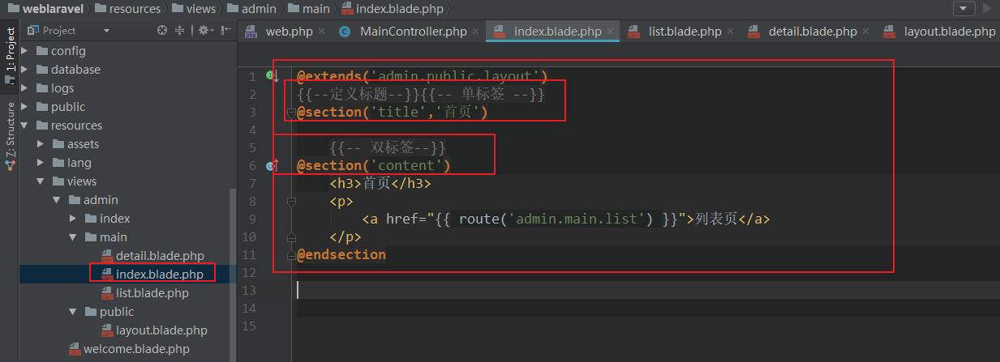 weblaravel resources views admin main index.blade.php
1: Project
Z: Structure
Project
config
database
logs
public
resources
assets
lang
views
admin
index
main
detail.blade.php
index.blade.php
list.blade.php
public
layout.blade.php
welcome.blade.php
web.php MainController.php index.blade.php list.blade.php detail.blade.php layout.blade.php
1 @extends('admin.public.layout')
2 {{--定义标题--}}{{-- 单标签 --}}
3 @section('title','首页')
4
5 {{-- 双标签--}}
6 @section('content')
7 <h3>首页</h3>
8 <p>
9 <a href="{{ route('admin.main.list') }}">列表页</a>
10 </p>
11 @endsection
12
13
14
15